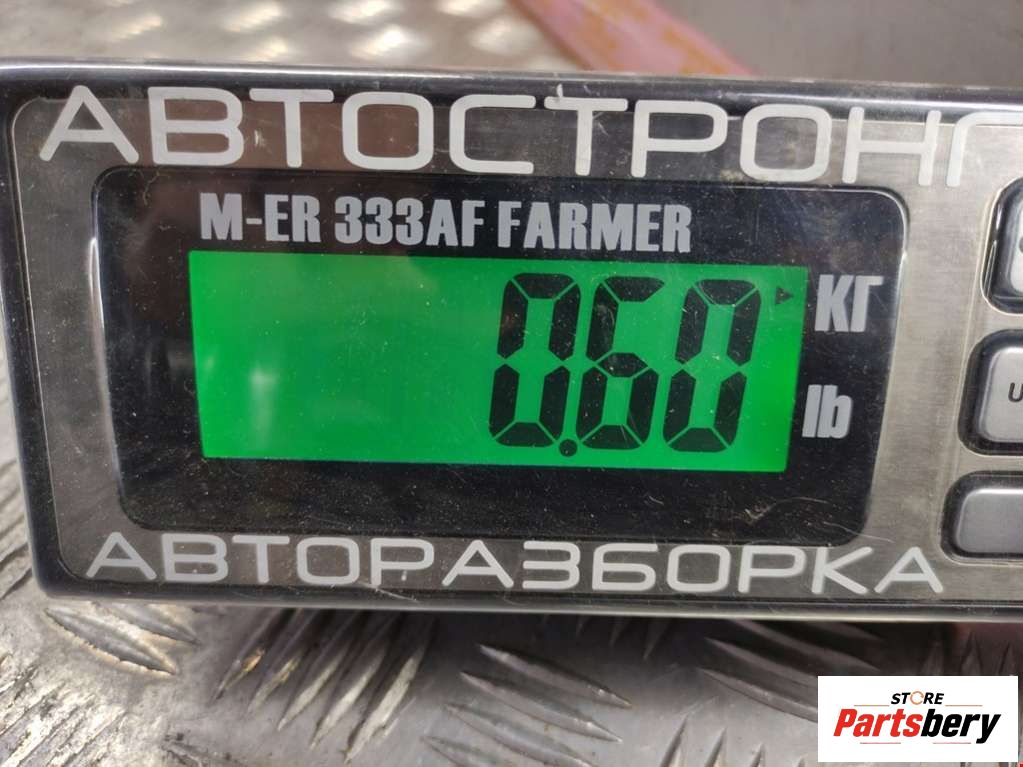 АВТОСТРОНГ
M-ER 333AF FARMER
0.60
КГ
lb
АВТОРАЗБОРКА
U
STORE
Partsbery